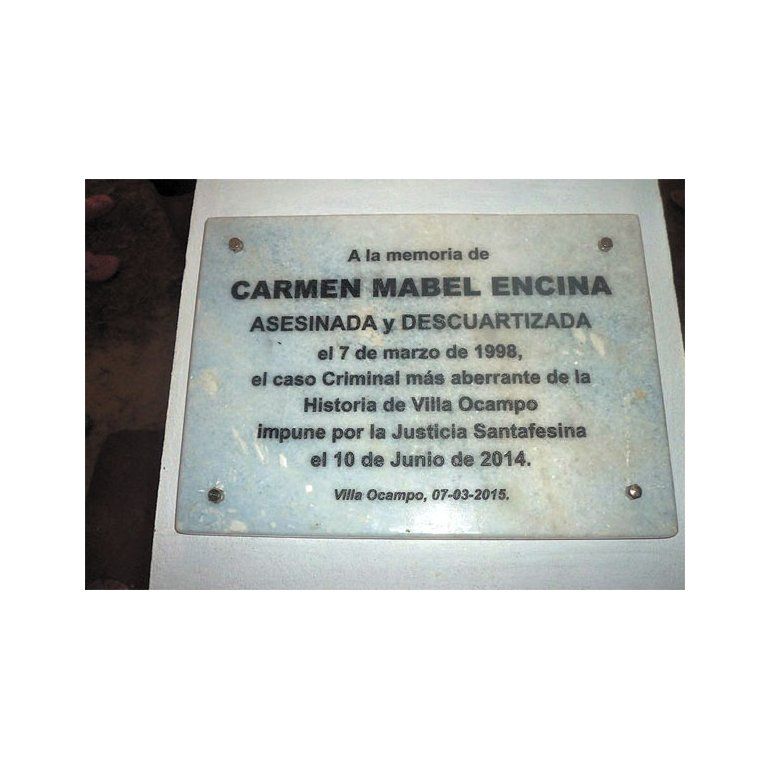 A la memoria de
CARMEN MABEL ENCINA
ASESINADA y DESCUARTIZADA
el 7 de marzo de 1998,
el caso Criminal más aberrante de la
Historia de Villa Ocampo
impune por la Justicia Santafesina
el 10 de Junio de 2014.
Villa Ocampo, 07-03-2015.